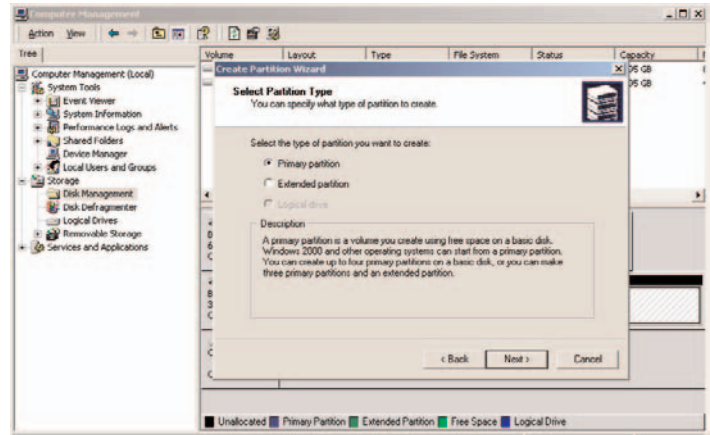 Computer Management
Action View
Tree
Volume Layout Type File System Status Capacity
Computer Management (Local)
System Tools
Event Viewer
System Information
Performance Logs and Alerts
Shared Folders
Device Manager
Local Users and Groups
Storage
Disk Management
Disk Defragmenter
Logical Drives
Removable Storage
Services and Applications
Create Partition Wizard
Select Partition Type
You can specify what type of partition to create.
Select the type of partition you want to create:
Primary partition
Extended partition
Logical drive
Description
A primary partition is a volume you create using free space on a basic disk.
Windows 2000 and other operating systems can start from a primary partition.
You can create up to four primary partitions on a basic disk, or you can make
three primary partitions and an extended partition.
< Back Next > Cancel
95 GB
95 GB
Unallocated Primary Partition Extended Partition Free Space Logical Drive